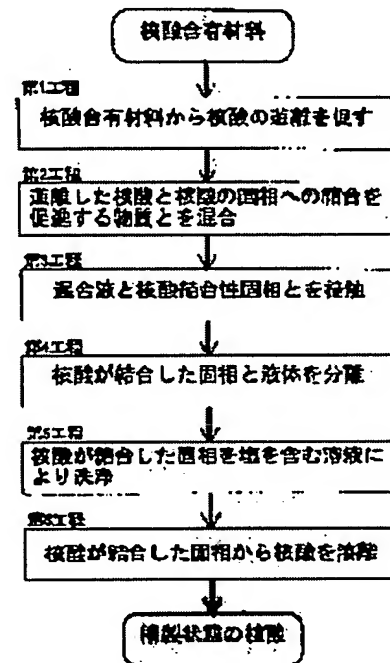 核酸含有材料
第1工程
核酸含有材料から核酸の遊離を促す
第2工程
遊離した核酸と核酸の固相への結合を
促進する物質とを混合
第3工程
混合液と核酸結合性固相とを接触
第4工程
核酸が結合した固相と液体を分離
第5工程
核酸が結合した固相を塩を含む溶液に
より洗浄
第6工程
核酸が結合した固相から核酸を溶離
精製状態の核酸